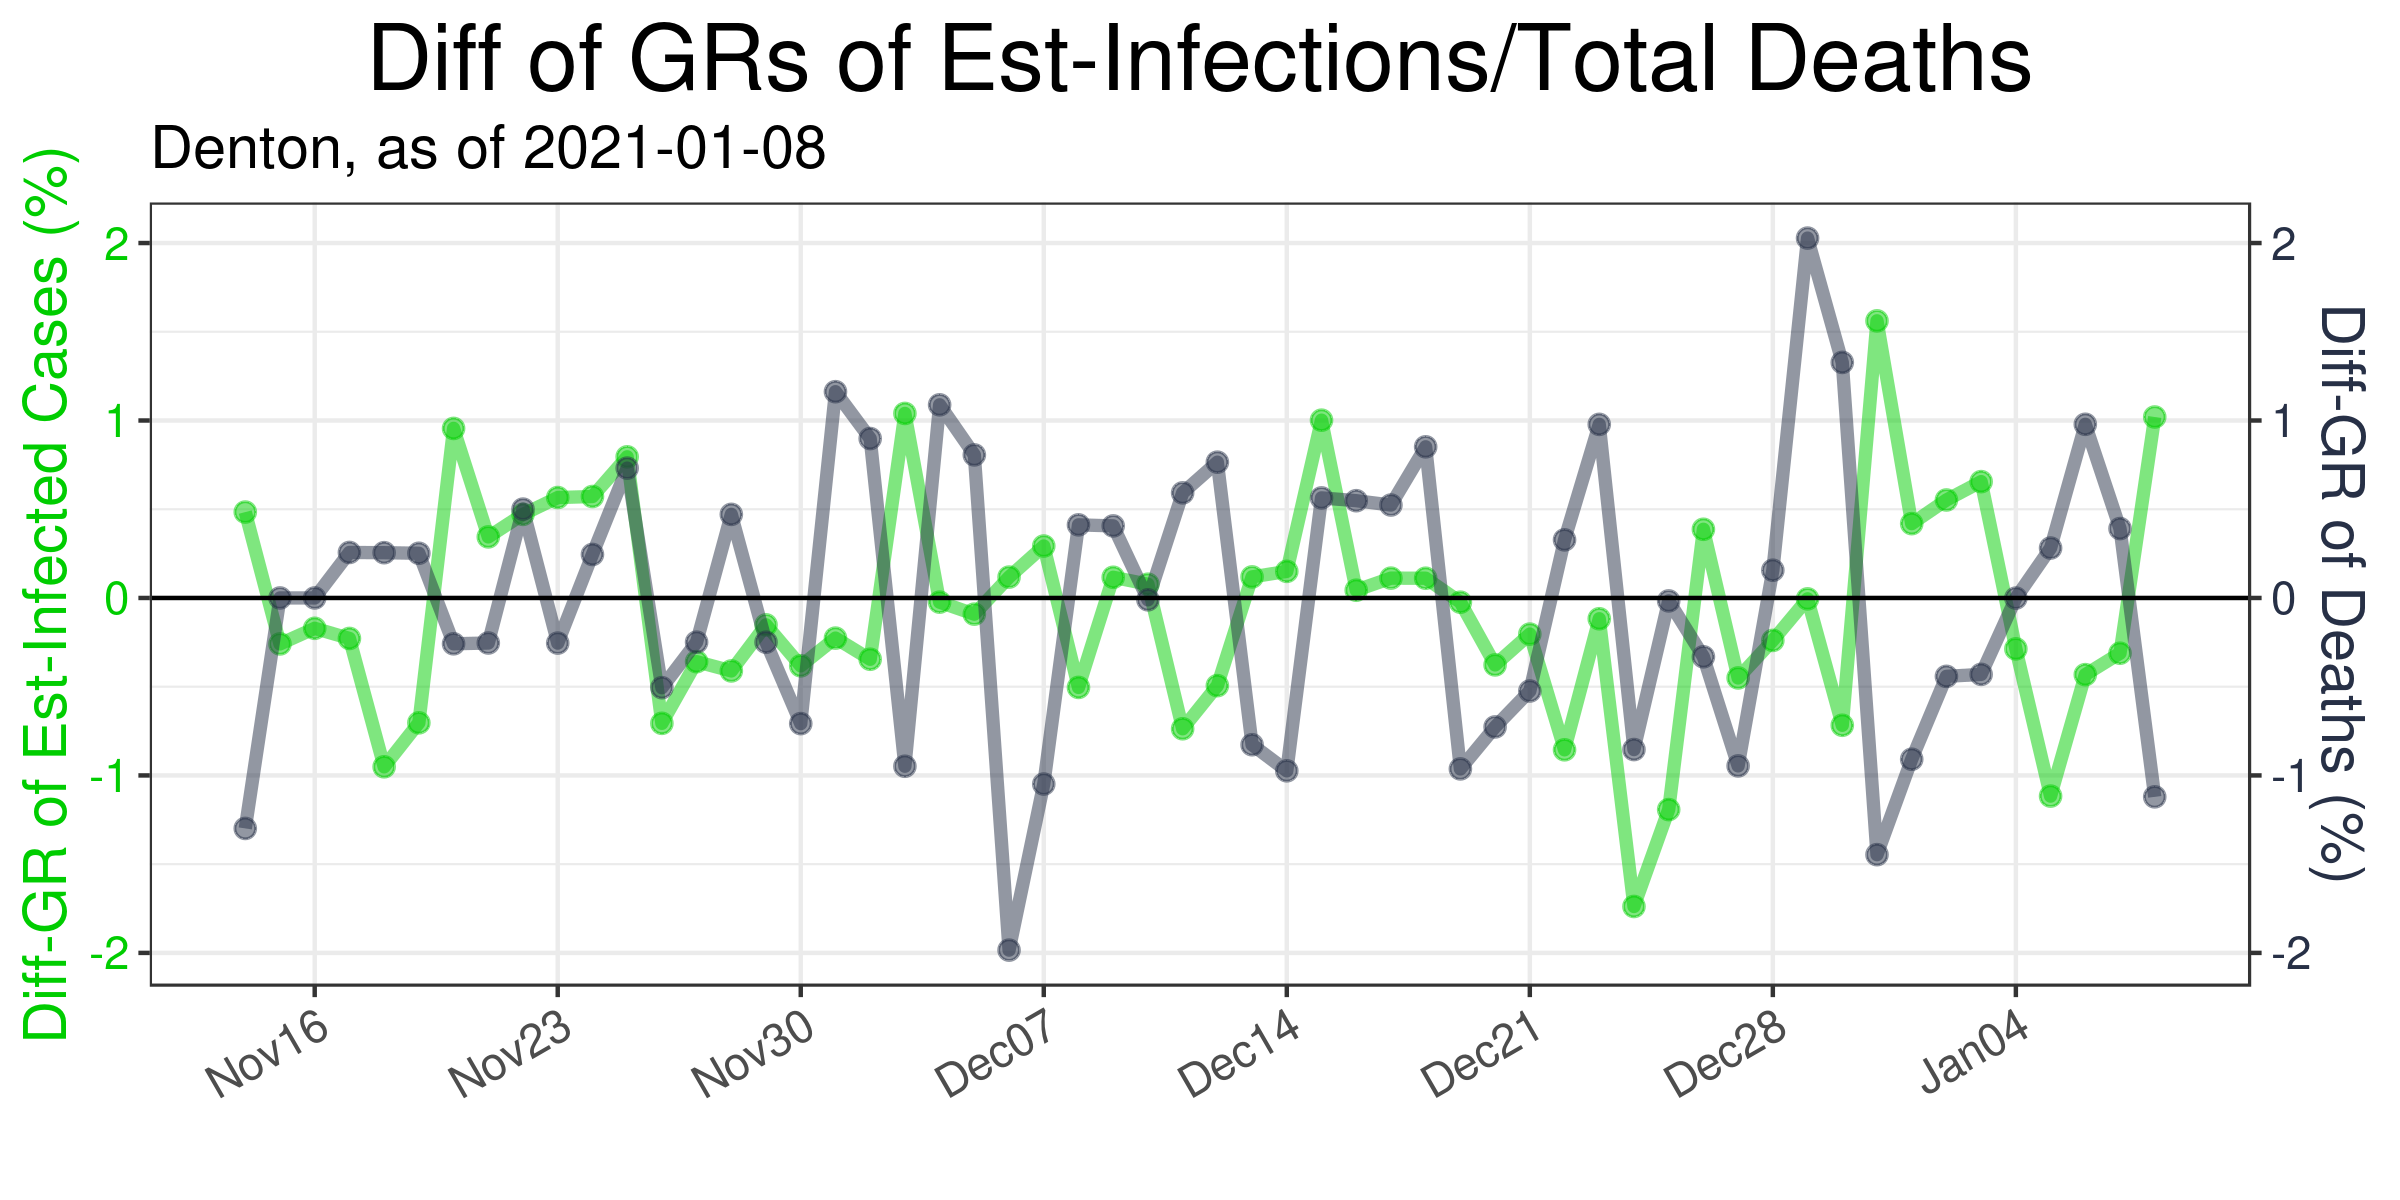 Diff of GRs of Est-Infections/Total Deaths
Denton, as of 2021-01-08
Diff-GR of Est-Infected Cases (%)
2
1
0
-1
-2
2
1
0
-1
-2
Diff-GR of Deaths (%)
Nov16
Nov23
Nov30
Dec07
Dec14
Dec21
Dec28
Jan04